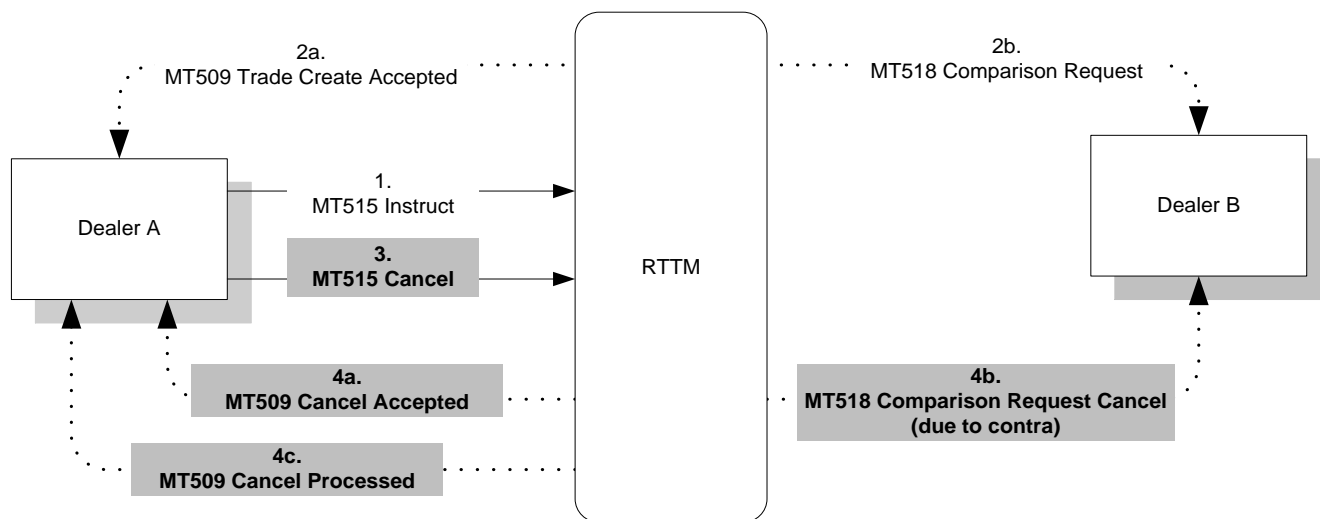 2a.
MT509 Trade Create Accepted
2b.
MT518 Comparison Request
Dealer A
1.
MT515 Instruct
3.
MT515 Cancel
RTTM
Dealer B
4a.
MT509 Cancel Accepted
4b.
MT518 Comparison Request Cancel
(due to contra)
4c.
MT509 Cancel Processed